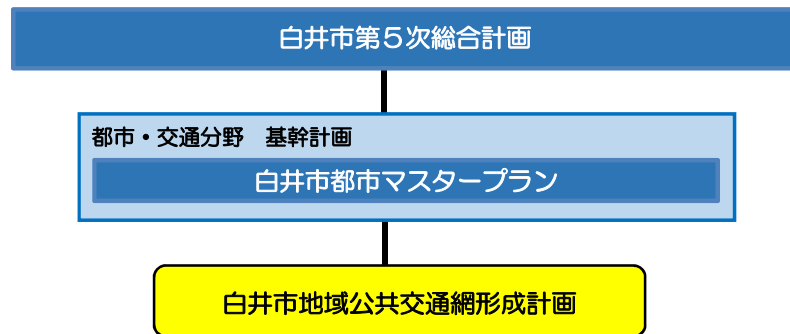 白井市第５次総合計画
都市・交通分野　基幹計画
白井市都市マスタープラン
白井市地域公共交通網形成計画